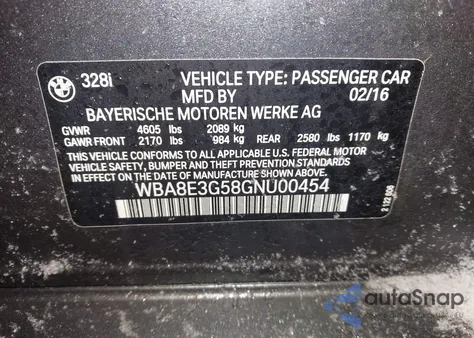 328i VEHICLE TYPE: PASSENGER CAR
MFD BY 02/16
BAYERISCHE MOTOREN WERKE AG
GVWR 4605 lbs 2089 kg
GAWR FRONT 2170 lbs 984 kg REAR 2580 lbs 1170 kg
THIS VEHICLE CONFORMS TO ALL APPLICABLE U.S. FEDERAL MOTOR
VEHICLE SAFETY, BUMPER AND THEFT PREVENTION STANDARDS
IN EFFECT ON THE DATE OF MANUFACTURE SHOWN ABOVE.
WBA8E3G58GNU00454
autoSnap